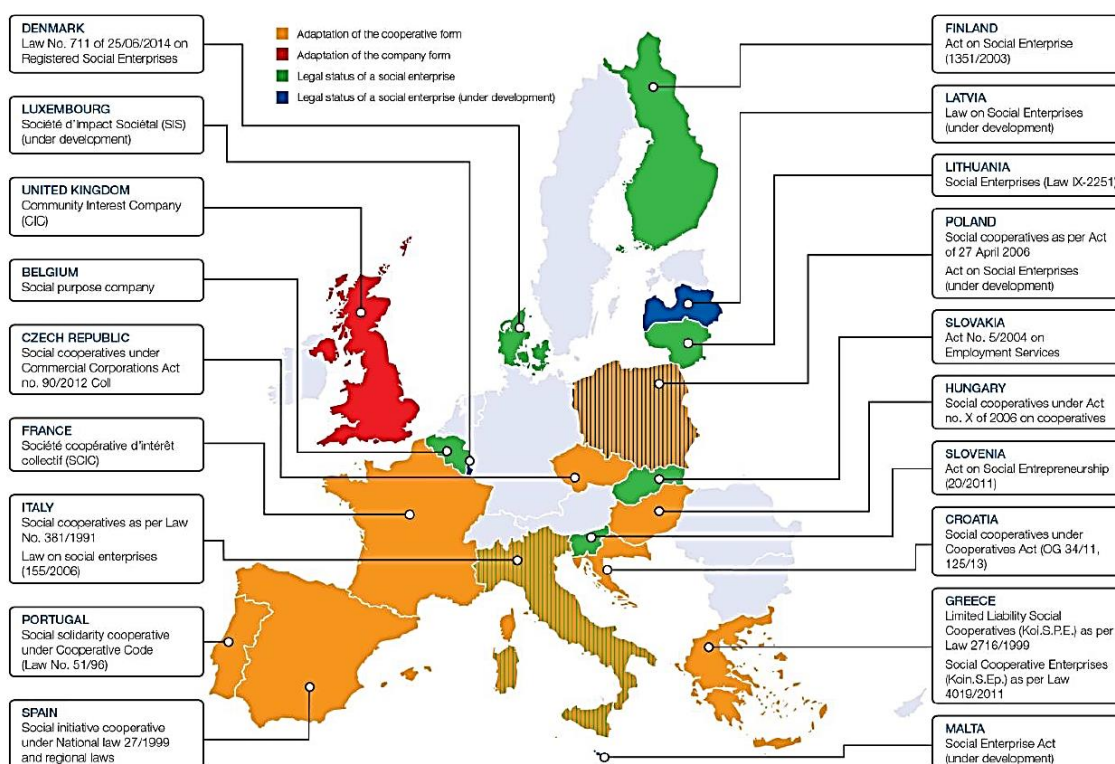 DENMARK
Law No. 711 of 25/06/2014 on
Registered Social Enterprises
LUXEMBOURG
Société d'Impact Sociétal (SIS)
(under development)
UNITED KINGDOM
Community Interest Company
(CIC)
BELGIUM
Social purpose company
CZECH REPUBLIC
Social cooperatives under
Commercial Corporations Act
no. 90/2012 Coll
FRANCE
Société coopérative d'intérêt
collectif (SCIC)
ITALY
Social cooperatives as per Law
No. 381/1991
Law on social enterprises
(155/2006)
PORTUGAL
Social solidarity cooperative
under Cooperative Code
(Law No. 51/96)
SPAIN
Social initiative cooperative
under National law 27/1999
and regional laws
Adaptation of the cooperative form
Adaptation of the company form
Legal status of a social enterprise
Legal status of a social enterprise (under development)
FINLAND
Act on Social Enterprise
(1351/2003)
LATVIA
Law on Social Enterprises
(under development)
LITHUANIA
Social Enterprises (Law IX-2251)
POLAND
Social cooperatives as per Act
of 27 April 2006
Act on Social Enterprises
(under development)
SLOVAKIA
Act No. 5/2004 on
Employment Services
HUNGARY
Social cooperatives under Act
no. X of 2006 on cooperatives
SLOVENIA
Act on Social Entrepreneurship
(20/2011)
CROATIA
Social cooperatives under
Cooperatives Act (OG 34/11,
125/13)
GREECE
Limited Liability Social
Cooperatives (Koi.S.P.E.) as per
Law 2716/1999
Social Cooperative Enterprises
(Koin.S.Ep.) as per Law
4019/2011
MALTA
Social Enterprise Act
(under development)